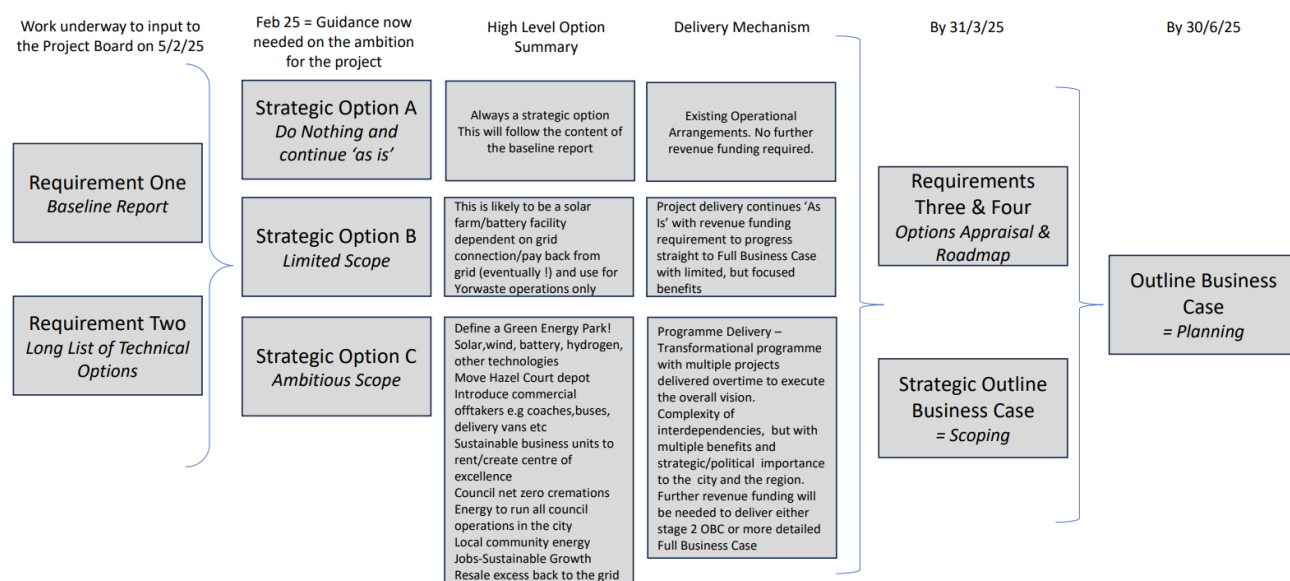 Work underway to input to
the Project Board on 5/2/25
Requirement One
Baseline Report
Requirement Two
Long List of Technical
Options
Feb 25 = Guidance now
needed on the ambition
for the project
Strategic Option A
Do Nothing and
continue ‘as is’
Strategic Option B
Limited Scope
Strategic Option C
Ambitious Scope
High Level Option
Summary
Always a strategic option
This will follow the content of
the baseline report
This is likely to be a solar
farm/battery facility
dependent on grid
connection/pay back from
grid (eventually !) and use for
Yorwaste operations only
Define a Green Energy Park!
Solar,wind, battery, hydrogen,
other technologies
Move Hazel Court depot
Introduce commercial
offtakers e.g coaches,buses,
delivery vans etc
Sustainable business units to
rent/create centre of
excellence
Council net zero cremations
Energy to run all council
operations in the city
Local community energy
Jobs-Sustainable Growth
Resale excess back to the grid
Delivery Mechanism
Existing Operational
Arrangements. No further
revenue funding required.
Project delivery continues ‘As
Is’ with revenue funding
requirement to progress
straight to Full Business Case
with limited, but focused
benefits
Programme Delivery –
Transformational programme
with multiple projects
delivered overtime to execute
the overall vision.
Complexity of
interdependencies, but with
multiple benefits and
strategic/political importance
to the city and the region.
Further revenue funding will
be needed to deliver either
stage 2 OBC or more detailed
Full Business Case
By 31/3/25
Requirements
Three & Four
Options Appraisal &
Roadmap
Strategic Outline
Business Case
= Scoping
By 30/6/25
Outline Business
Case
= Planning